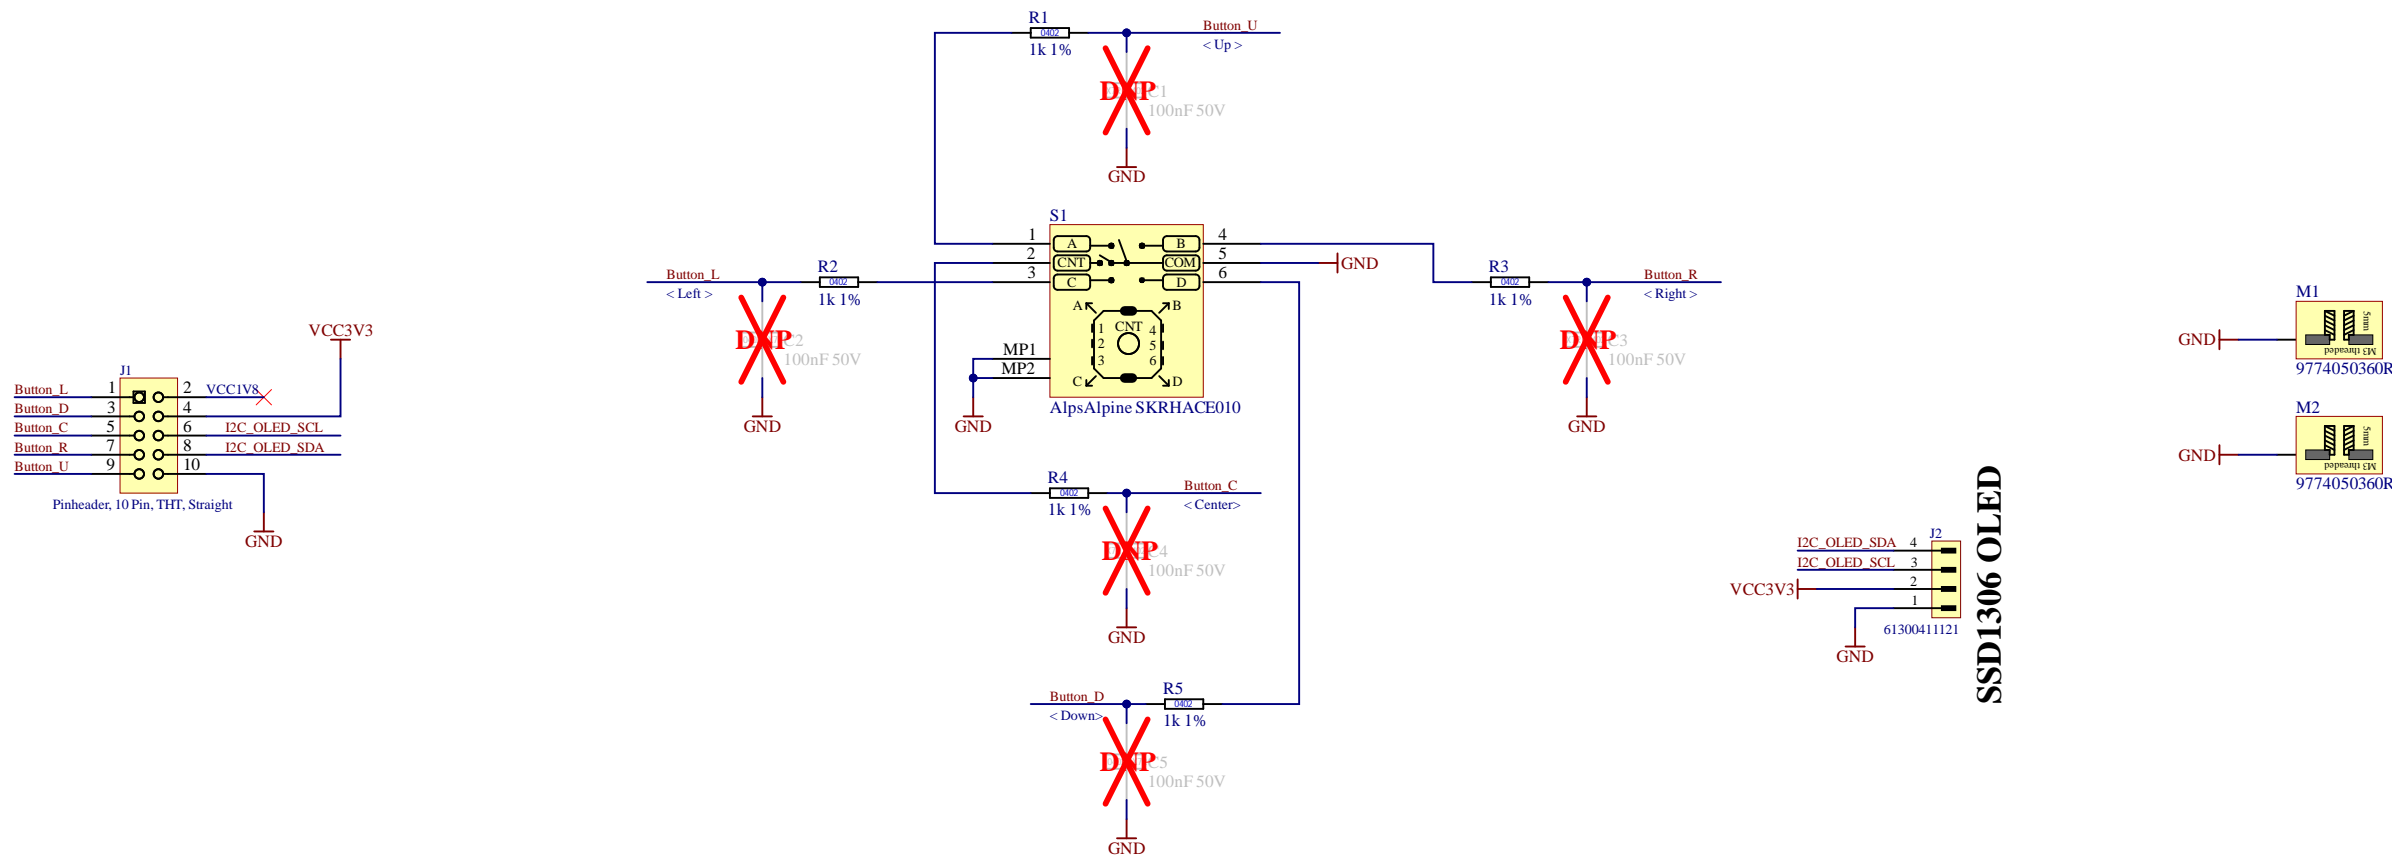 R1
0402
1k 1%
Button_U
< Up >
DNP
C1
100nF 50V
GND
S1
1
2
3
A
CNT
C
B
COM
D
4
5
6
A
B
CNT
1
2
3
4
5
6
C
D
MP1
MP2
AlpsAlpine SKRHACE010
GND
GND
Button_L
< Left >
R2
0402
1k 1%
DNP
C2
100nF 50V
GND
R3
0402
1k 1%
Button_R
< Right >
DNP
C3
100nF 50V
GND
VCC3V3
J1
Button_L 1 2 VCC1V8
Button_D 3 4
Button_C 5 6 I2C_OLED_SCL
Button_R 7 8 I2C_OLED_SDA
Button_U 9 10
Pinheader, 10 Pin, THT, Straight
GND
R4
0402
1k 1%
Button_C
< Center>
DNP
C4
100nF 50V
GND
Button_D
< Down>
R5
0402
1k 1%
DNP
C5
100nF 50V
GND
J2
I2C_OLED_SDA 4
I2C_OLED_SCL 3
VCC3V3 2
1
61300411121
GND
SSD1306 OLED
M1
GND
5mm
M3 threaded
9774050360R
M2
GND
5mm
M3 threaded
9774050360R